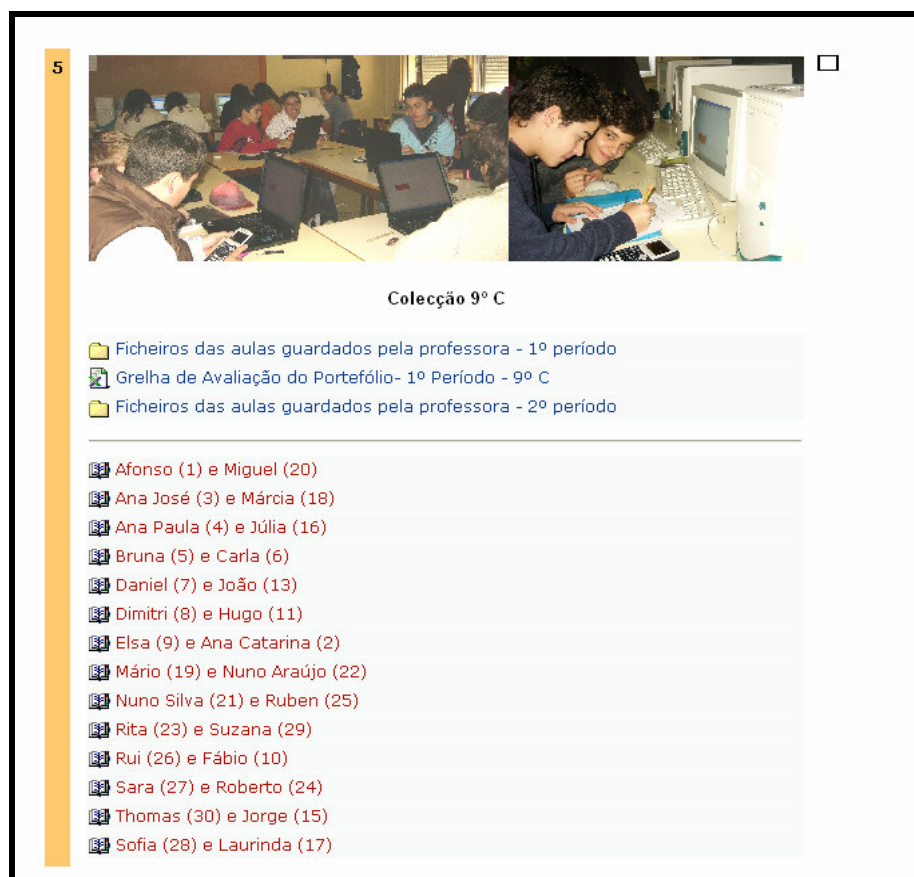 5
Colecção 9º C
Ficheiros das aulas guardados pela professora - 1º período
Grelha de Avaliação do Portefólio- 1º Período - 9º C
Ficheiros das aulas guardados pela professora - 2º período
Afonso (1) e Miguel (20)
Ana José (3) e Márcia (18)
Ana Paula (4) e Júlia (16)
Bruna (5) e Carla (6)
Daniel (7) e João (13)
Dimitri (8) e Hugo (11)
Elsa (9) e Ana Catarina (2)
Mário (19) e Nuno Araújo (22)
Nuno Silva (21) e Ruben (25)
Rita (23) e Suzana (29)
Rui (26) e Fábio (10)
Sara (27) e Roberto (24)
Thomas (30) e Jorge (15)
Sofia (28) e Laurinda (17)